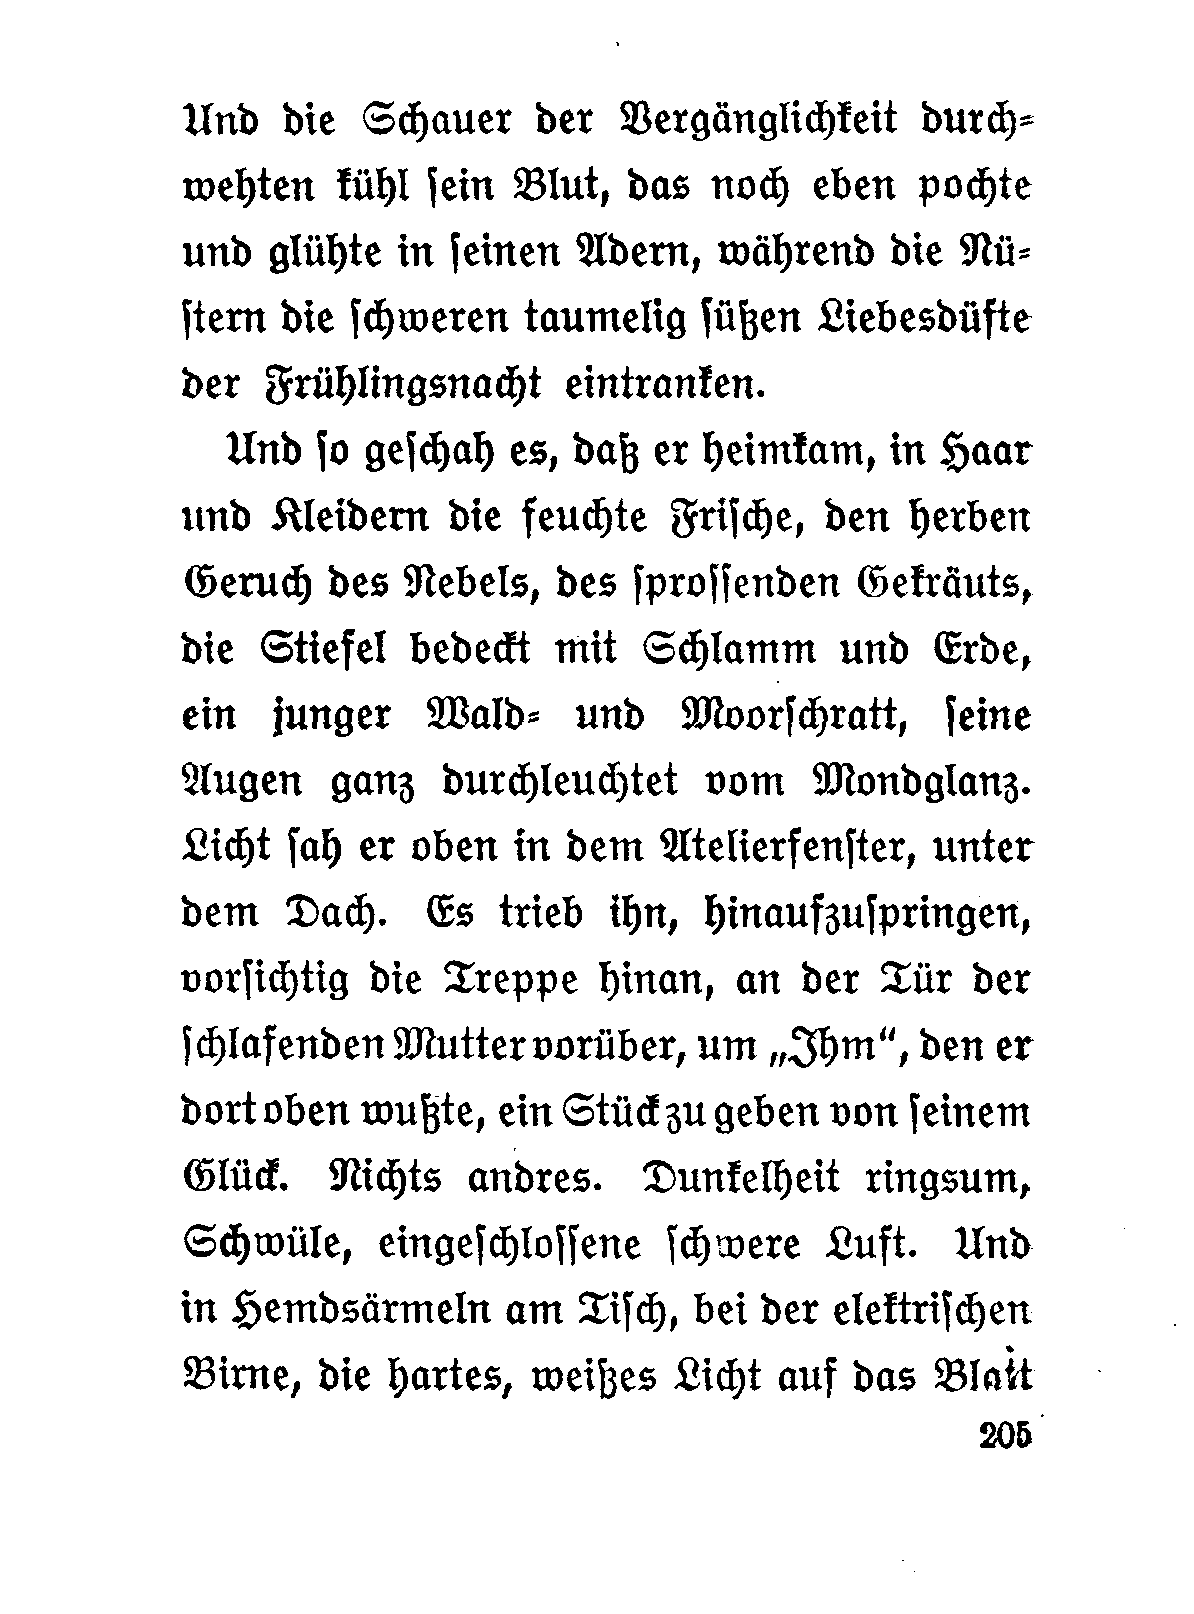 Und die Schauer der Vergänglichkeit durch-
wehten kühl sein Blut, das noch eben pochte
und glühte in seinen Adern, während die Nü-
stern die schweren taumelig süßen Liebesdüfte
der Frühlingsnacht eintranken.
Und so geschah es, daß er heimkam, in Haar
und Kleidern die feuchte Frische, den herben
Geruch des Nebels, des sprossenden Gekräuts,
die Stiefel bedeckt mit Schlamm und Erde,
ein junger Wald- und Moorschratt, seine
Augen ganz durchleuchtet vom Mondglanz.
Licht sah er oben in dem Atelierfenster, unter
dem Dach. Es trieb ihn, hinaufzuspringen,
vorsichtig die Treppe hinan, an der Tür der
schlafenden Mutter vorüber, um „Ihm“, den er
dort oben wußte, ein Stück zu geben von seinem
Glück. Nichts andres. Dunkelheit ringsum,
Schwüle, eingeschlossene schwere Luft. Und
in Hemdsärmeln am Tisch, bei der elektrischen
Birne, die hartes, weißes Licht auf das Blatt
205